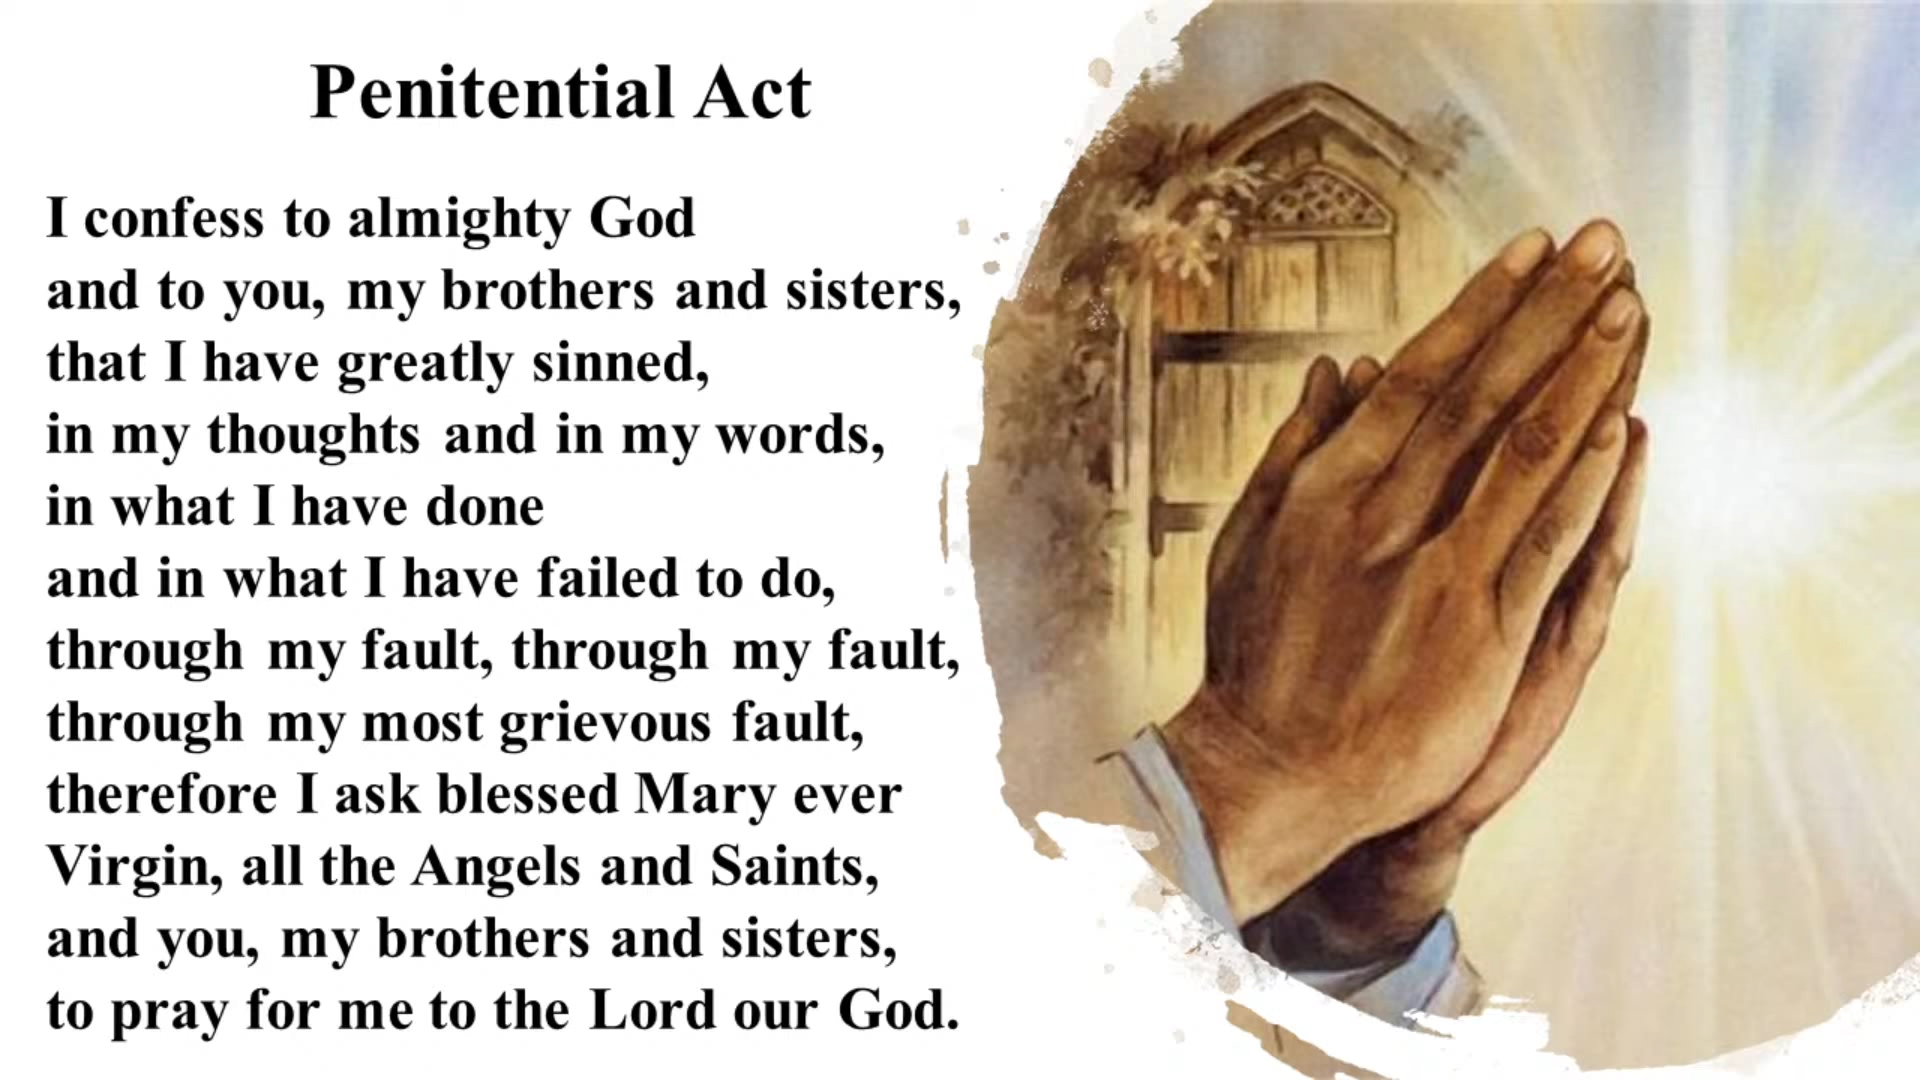 Penitential Act
I confess to almighty God
and to you, my brothers and sisters,
that I have greatly sinned,
in my thoughts and in my words,
in what I have done
and in what I have failed to do,
through my fault, through my fault,
through my most grievous fault,
therefore I ask blessed Mary ever
Virgin, all the Angels and Saints,
and you, my brothers and sisters,
to pray for me to the Lord our God.